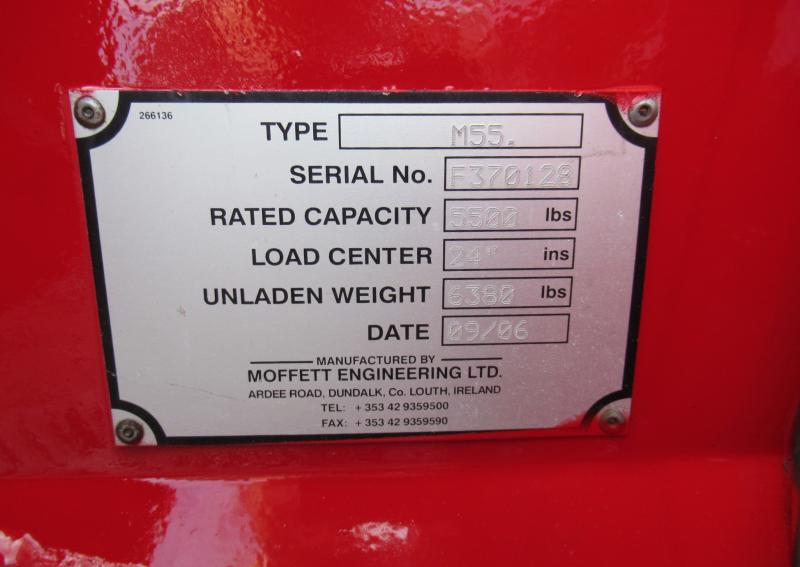 266136
TYPE M55.
SERIAL No. F370128
RATED CAPACITY 5500 lbs
LOAD CENTER 24" ins
UNLADEN WEIGHT 6380 lbs
DATE 09/06
MANUFACTURED BY
MOFFETT ENGINEERING LTD.
ARDEE ROAD, DUNDALK, Co. LOUTH, IRELAND
TEL: + 353 42 9359500
FAX: + 353 42 9359590